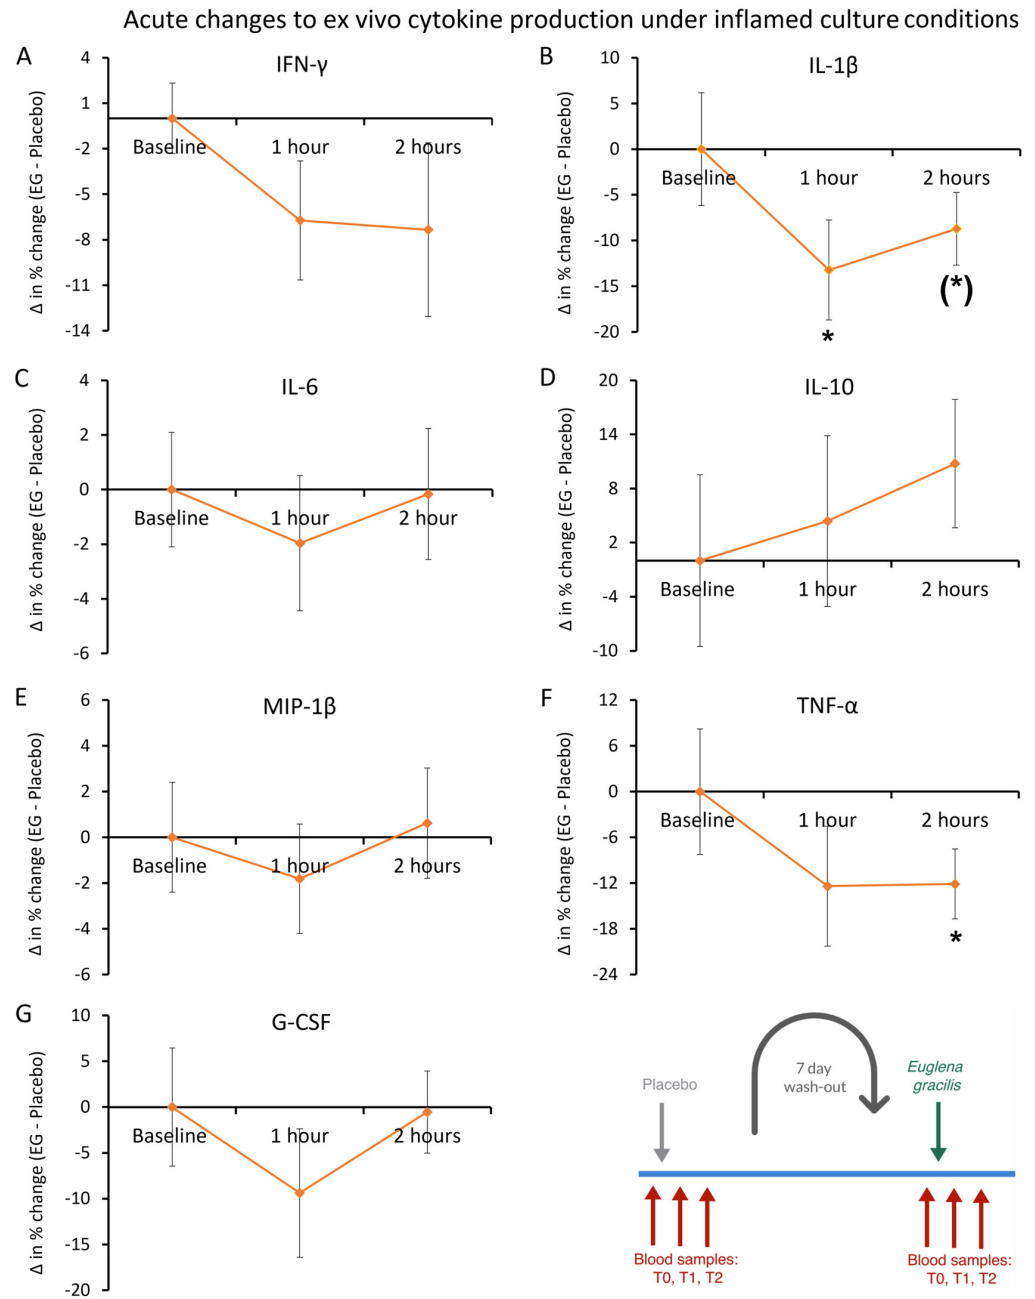 Acute changes to ex vivo cytokine production under inflamed culture conditions
A
IFN-γ
Δ in % change (EG - Placebo)
4
1
-2
-5
-8
-11
-14
Baseline
1 hour
2 hours
B
IL-1β
Δ in % change (EG - Placebo)
10
5
0
-5
-10
-15
-20
Baseline
1 hour
2 hours
*
(*)
C
IL-6
Δ in % change (EG - Placebo)
4
2
0
-2
-4
-6
Baseline
1 hour
2 hour
D
IL-10
Δ in % change (EG - Placebo)
20
14
8
2
-4
-10
Baseline
1 hour
2 hours
E
MIP-1β
Δ in % change (EG - Placebo)
6
4
2
0
-2
-4
-6
Baseline
1 hour
2 hours
F
TNF-α
Δ in % change (EG - Placebo)
12
6
0
-6
-12
-18
-24
Baseline
1 hour
2 hours
*
G
G-CSF
Δ in % change (EG - Placebo)
10
5
0
-5
-10
-15
-20
Baseline
1 hour
2 hours
Placebo
7 day
wash-out
Euglena
gracilis
Blood samples:
T0, T1, T2
Blood samples:
T0, T1, T2